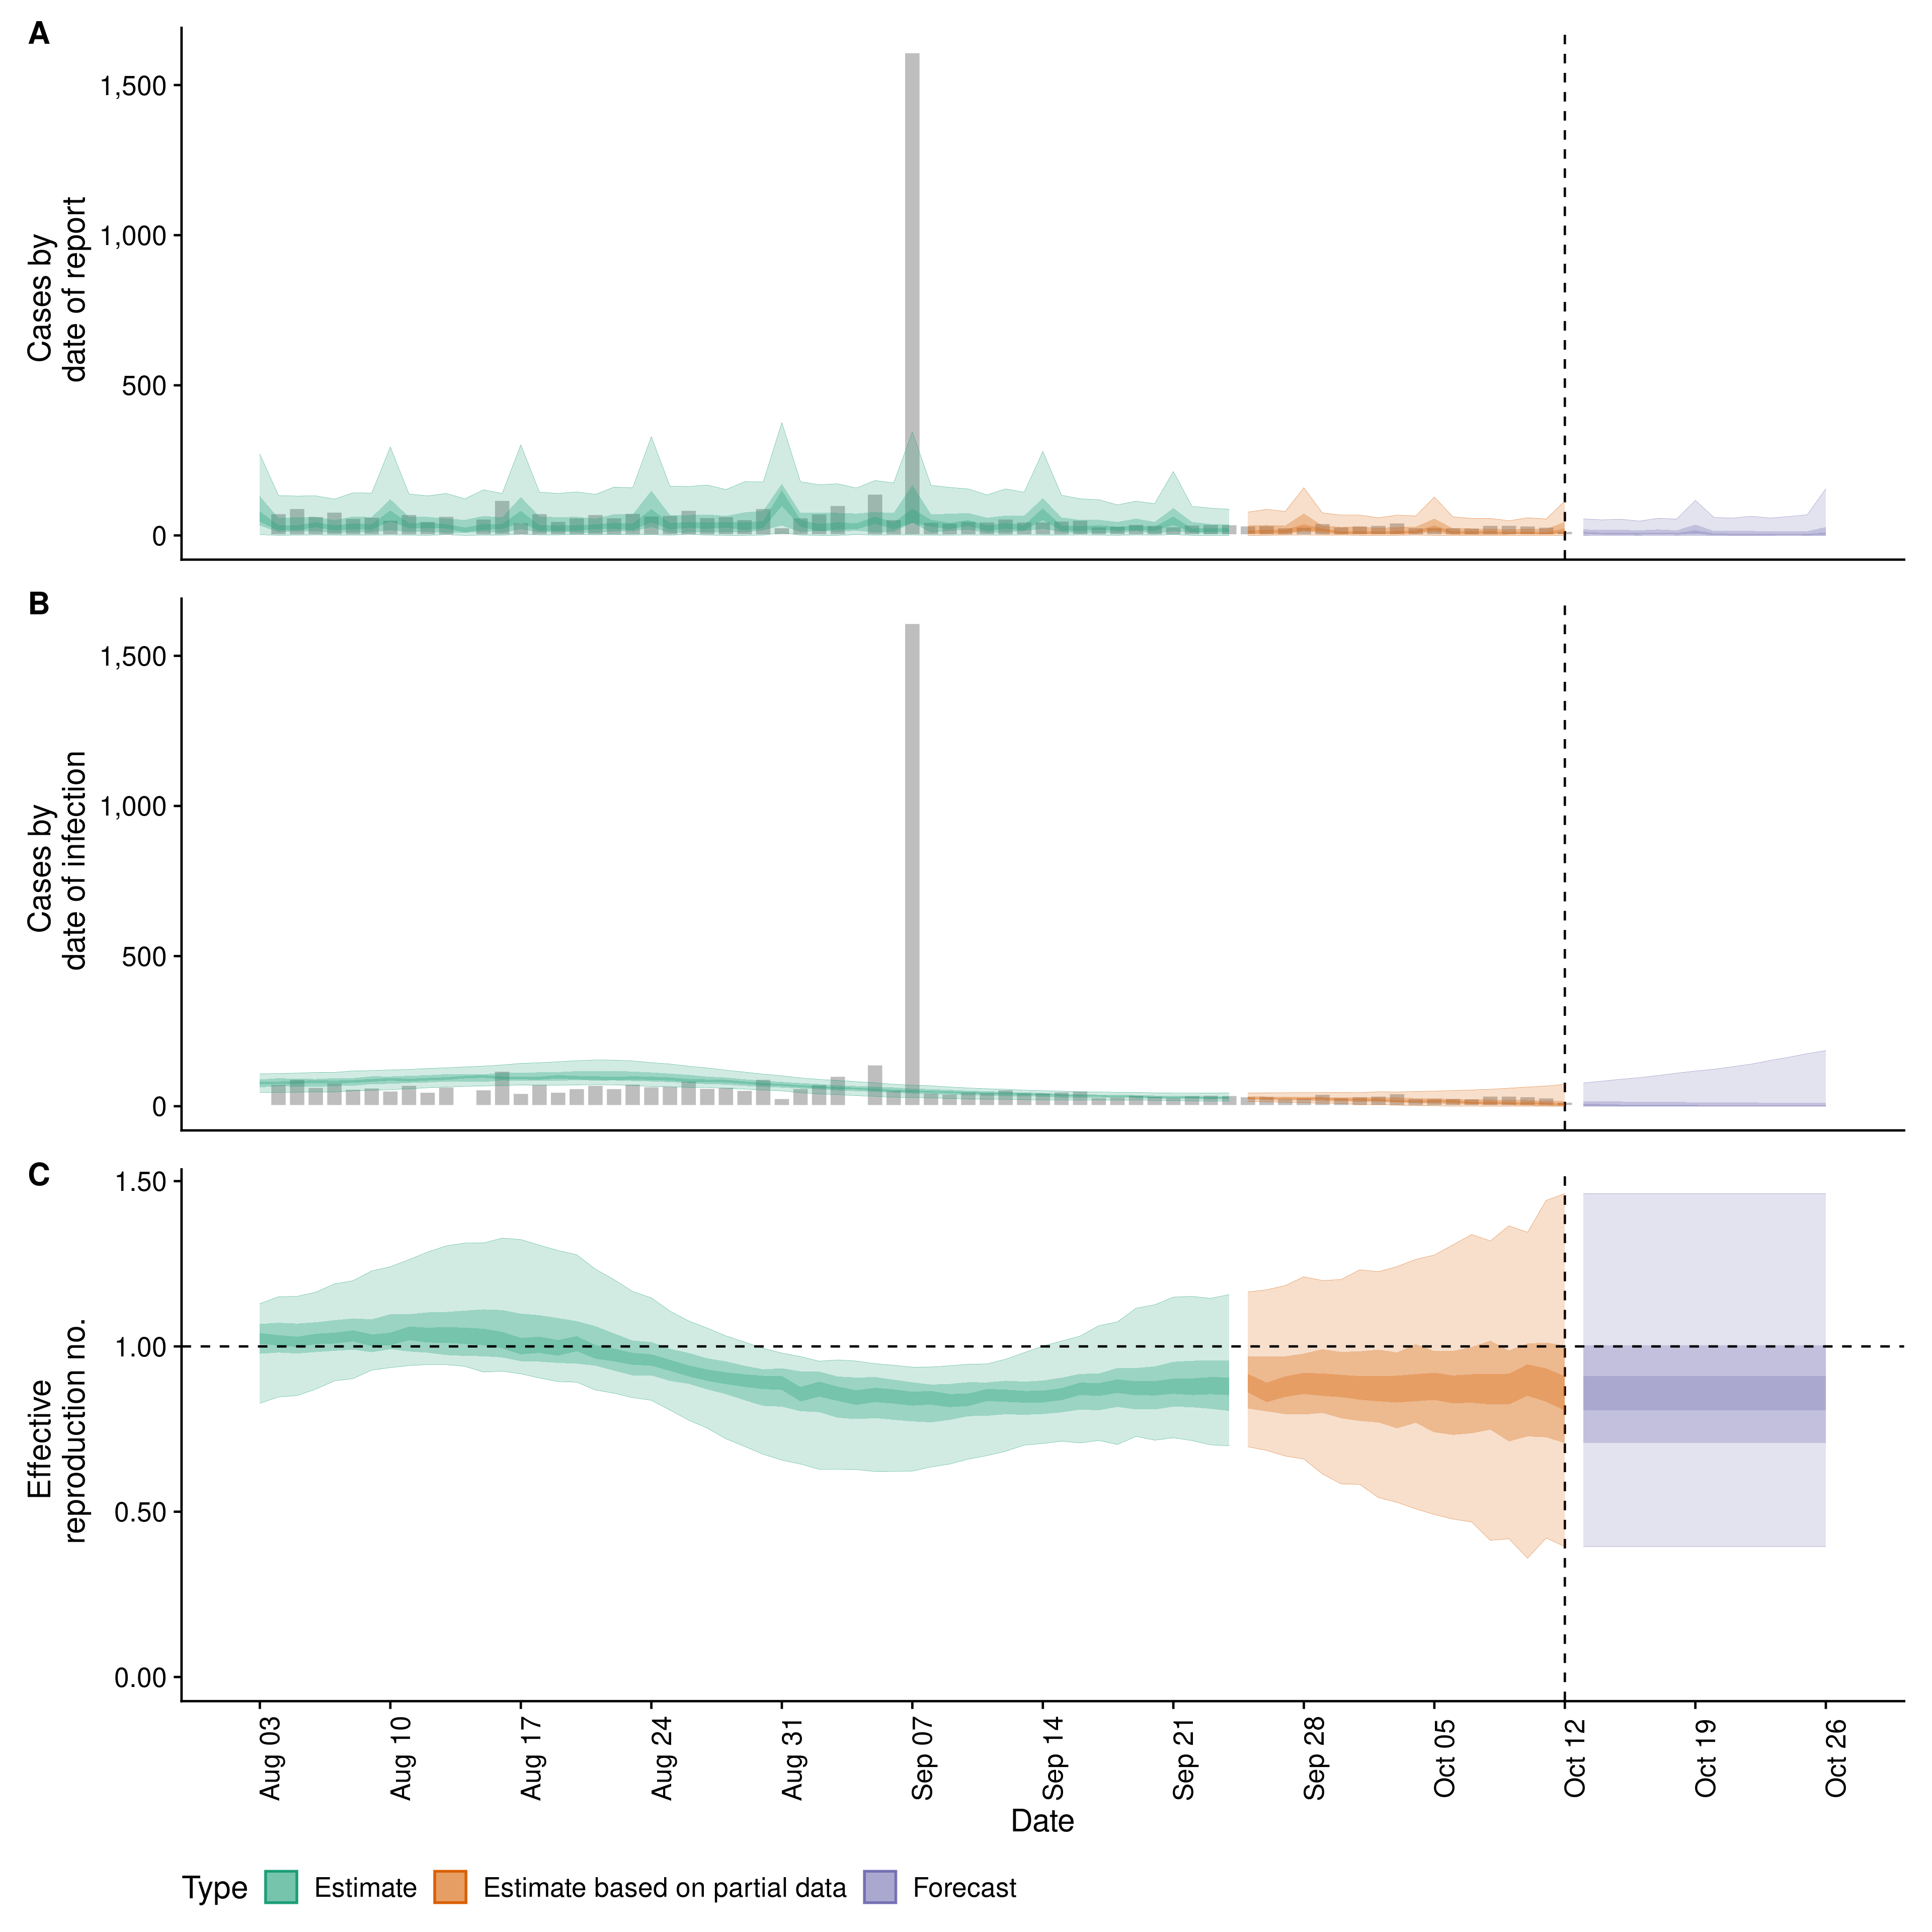 A
Cases by
date of report
1,500
1,000
500
0
B
Cases by
date of infection
1,500
1,000
500
0
C
Effective
reproduction no.
1.50
1.00
0.50
0.00
Aug 03
Aug 10
Aug 17
Aug 24
Aug 31
Sep 07
Sep 14
Sep 21
Sep 28
Oct 05
Oct 12
Oct 19
Oct 26
Date
Type Estimate Estimate based on partial data Forecast